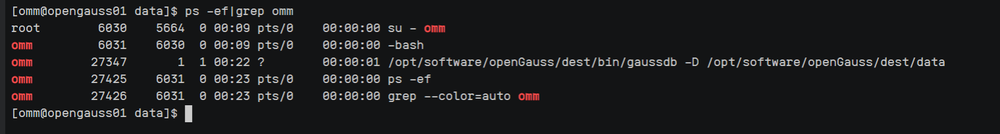 [omm@opengauss01 data]$ ps -ef|grep omm
root        6030    5664  0 00:09 pts/0    00:00:00 su - omm
omm         6031    6030  0 00:09 pts/0    00:00:00 -bash
omm        27347       1  1 00:22 ?        00:00:01 /opt/software/openGauss/dest/bin/gaussdb -D /opt/software/openGauss/dest/data
omm        27425    6031  0 00:23 pts/0    00:00:00 ps -ef
omm        27426    6031  0 00:23 pts/0    00:00:00 grep --color=auto omm
[omm@opengauss01 data]$